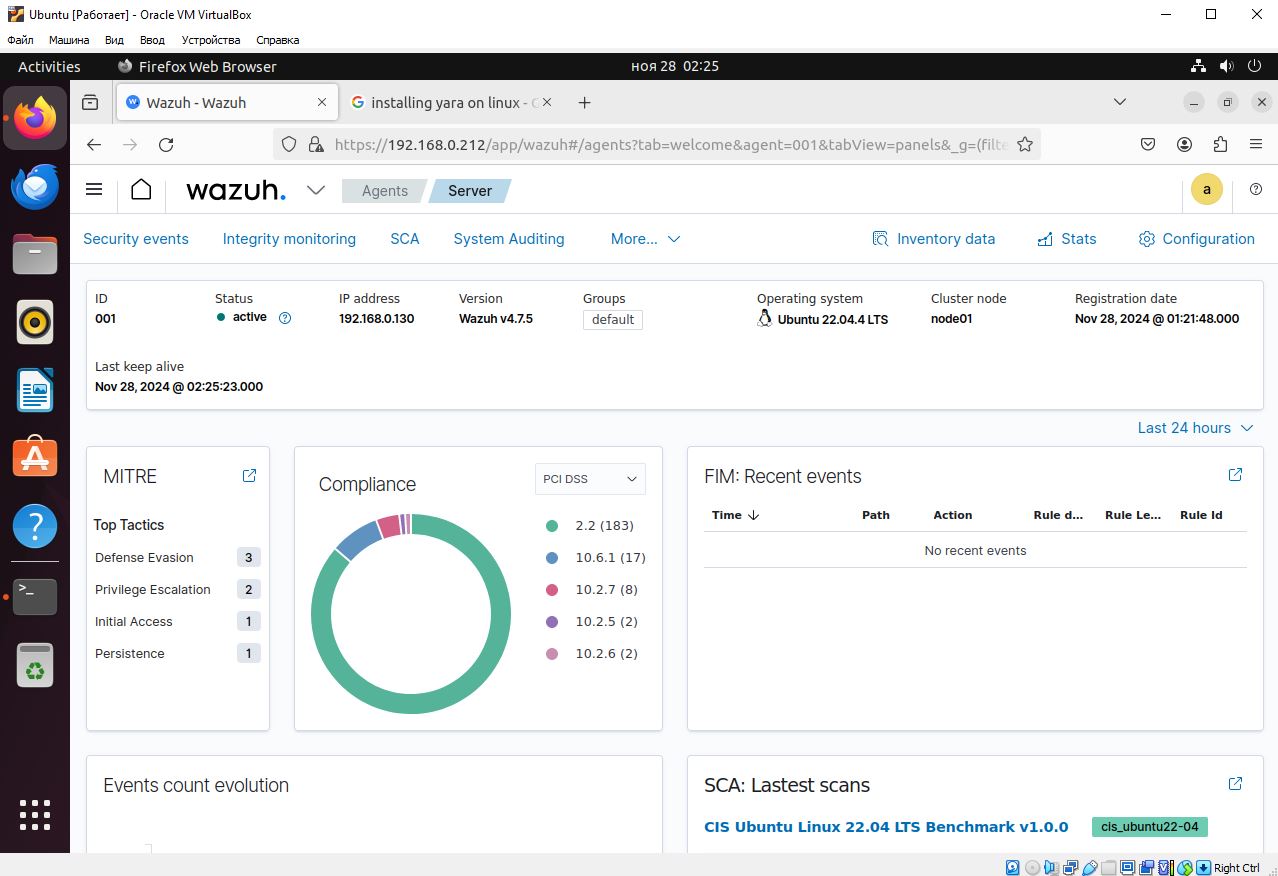 Ubuntu [Работает] - Oracle VM VirtualBox
Файл Машина Вид Ввод Устройства Справка
Activities Firefox Web Browser ноя 28 02:25
Wazuh - Wazuh installing yara on linux -
https://192.168.0.212/app/wazuh#/agents?tab=welcome&agent=001&tabView=panels&_g=(filte
wazuh. Agents Server a
Security events Integrity monitoring SCA System Auditing More... Inventory data Stats Configuration
ID Status IP address Version Groups Operating system Cluster node Registration date
001 active 192.168.0.130 Wazuh v4.7.5 default Ubuntu 22.04.4 LTS node01 Nov 28, 2024 @ 01:21:48.000
Last keep alive
Nov 28, 2024 @ 02:25:23.000
Last 24 hours
MITRE
Top Tactics
Defense Evasion 3
Privilege Escalation 2
Initial Access 1
Persistence 1
Compliance PCI DSS
2.2 (183)
10.6.1 (17)
10.2.7 (8)
10.2.5 (2)
10.2.6 (2)
FIM: Recent events
Time Path Action Rule d... Rule Le... Rule Id
No recent events
Events count evolution
SCA: Lastest scans
CIS Ubuntu Linux 22.04 LTS Benchmark v1.0.0 cis_ubuntu22-04
Right Ctrl